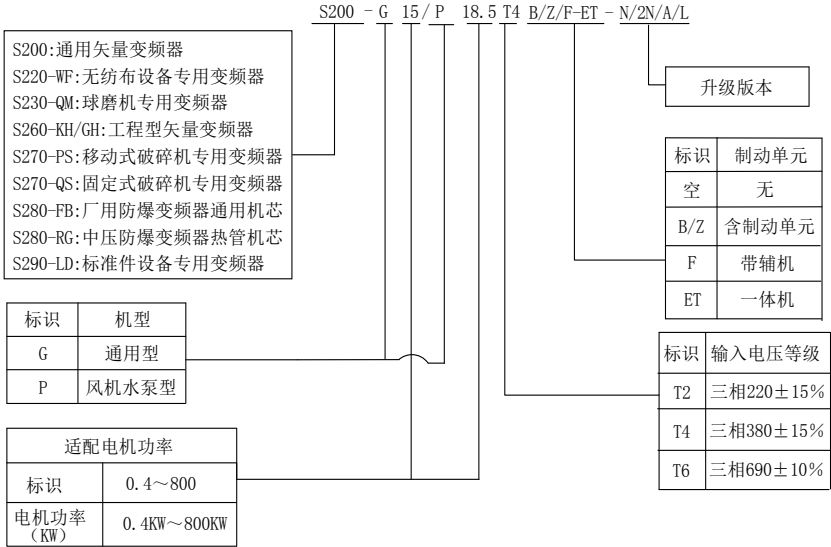 S200 - G 15/P 18.5 T4 B/Z/F-ET - N/2N/A/L
S200:通用矢量变频器
S220-WF:无纺布设备专用变频器
S230-QM:球磨机专用变频器
S260-KH/GH:工程型矢量变频器
S270-PS:移动式破碎机专用变频器
S270-QS:固定式破碎机专用变频器
S280-FB:厂用防爆变频器通用机芯
S280-RG:中压防爆变频器热管机芯
S290-LD:标准件设备专用变频器
升级版本
标识 制动单元
空 无
B/Z 含制动单元
F 带辅机
ET 一体机
标识 机型
G 通用型
P 风机水泵型
标识 输入电压等级
T2 三相220±15%
T4 三相380±15%
T6 三相690±10%
适配电机功率
标识 0.4～800
电机功率 0.4KW～800KW
（KW）